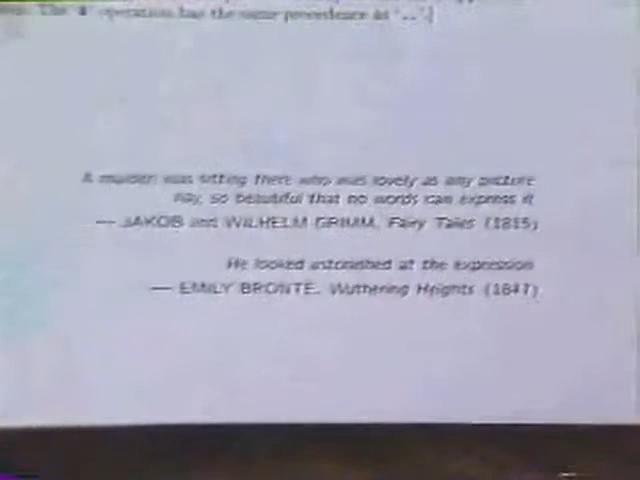 operation has the same precedence as '..'.]
A maiden was sitting there who was lovely as any picture
nay, so beautiful that no words can express it
— JAKOB and WILHELM GRIMM, Fairy Tales (1815)
He looked astonished at the expression
— EMILY BRONTE, Wuthering Heights (1847)